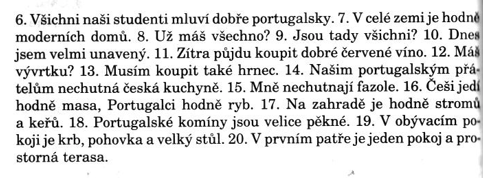 6. Všichni naši studenti mluví dobře portugalsky. 7. V celé zemi je hodně
moderních domů. 8. Už máš všechno? 9. Jsou tady všichni? 10. Dnes
jsem velmi unavený. 11. Zítra půjdu koupit dobré červené víno. 12. Máš
vývrtku? 13. Musím koupit také hrnec. 14. Našim portugalským přá-
telům nechutná česká kuchyně. 15. Mně nechutnají fazole. 16. Češi jedí
hodně masa, Portugalci hodně ryb. 17. Na zahradě je hodně stromů
a keřů. 18. Portugalské komíny jsou velice pěkné. 19. V obývacím po-
koji je krb, pohovka a velký stůl. 20. V prvním patře je jeden pokoj a pro-
storná terasa.